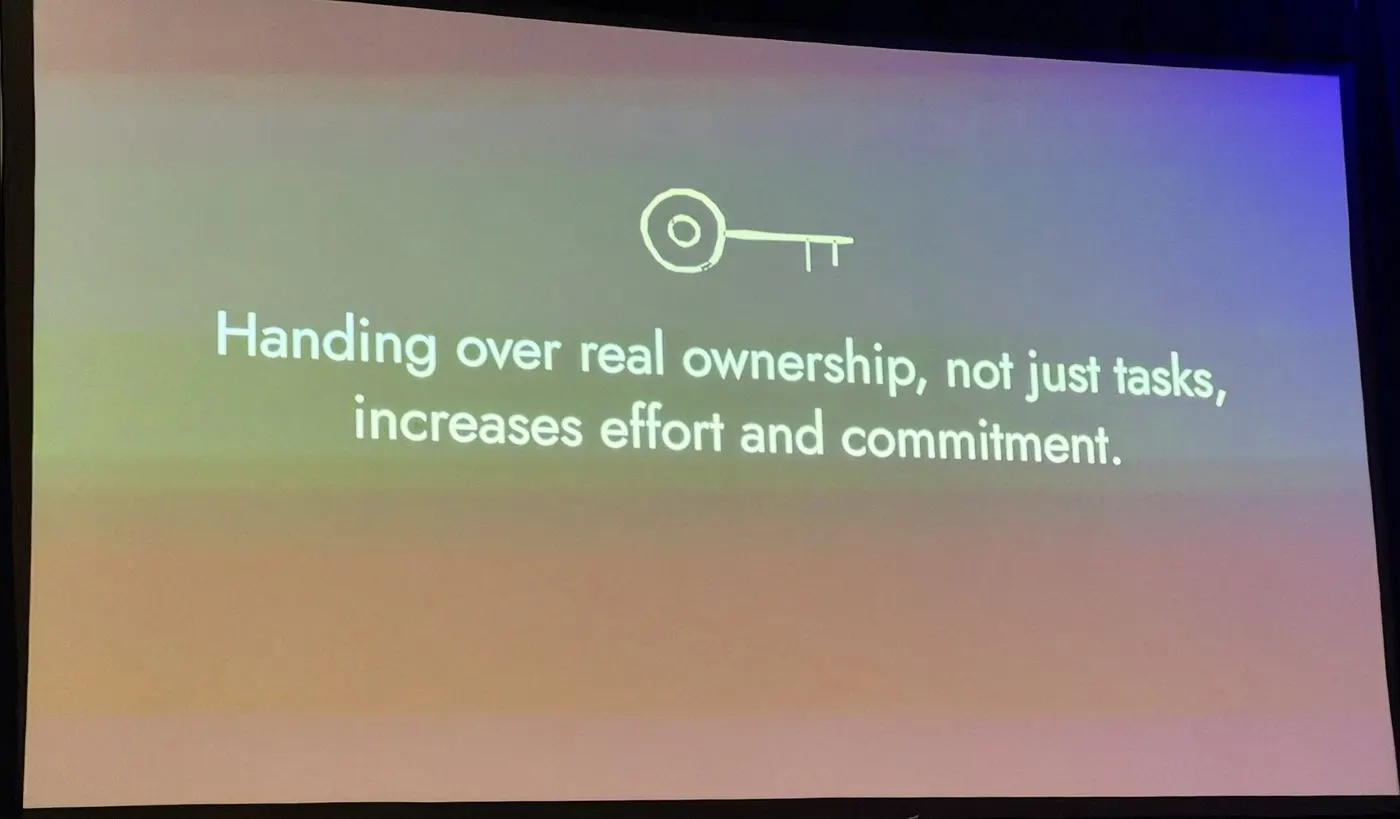 Handing over real ownership, not just tasks,
increases effort and commitment.